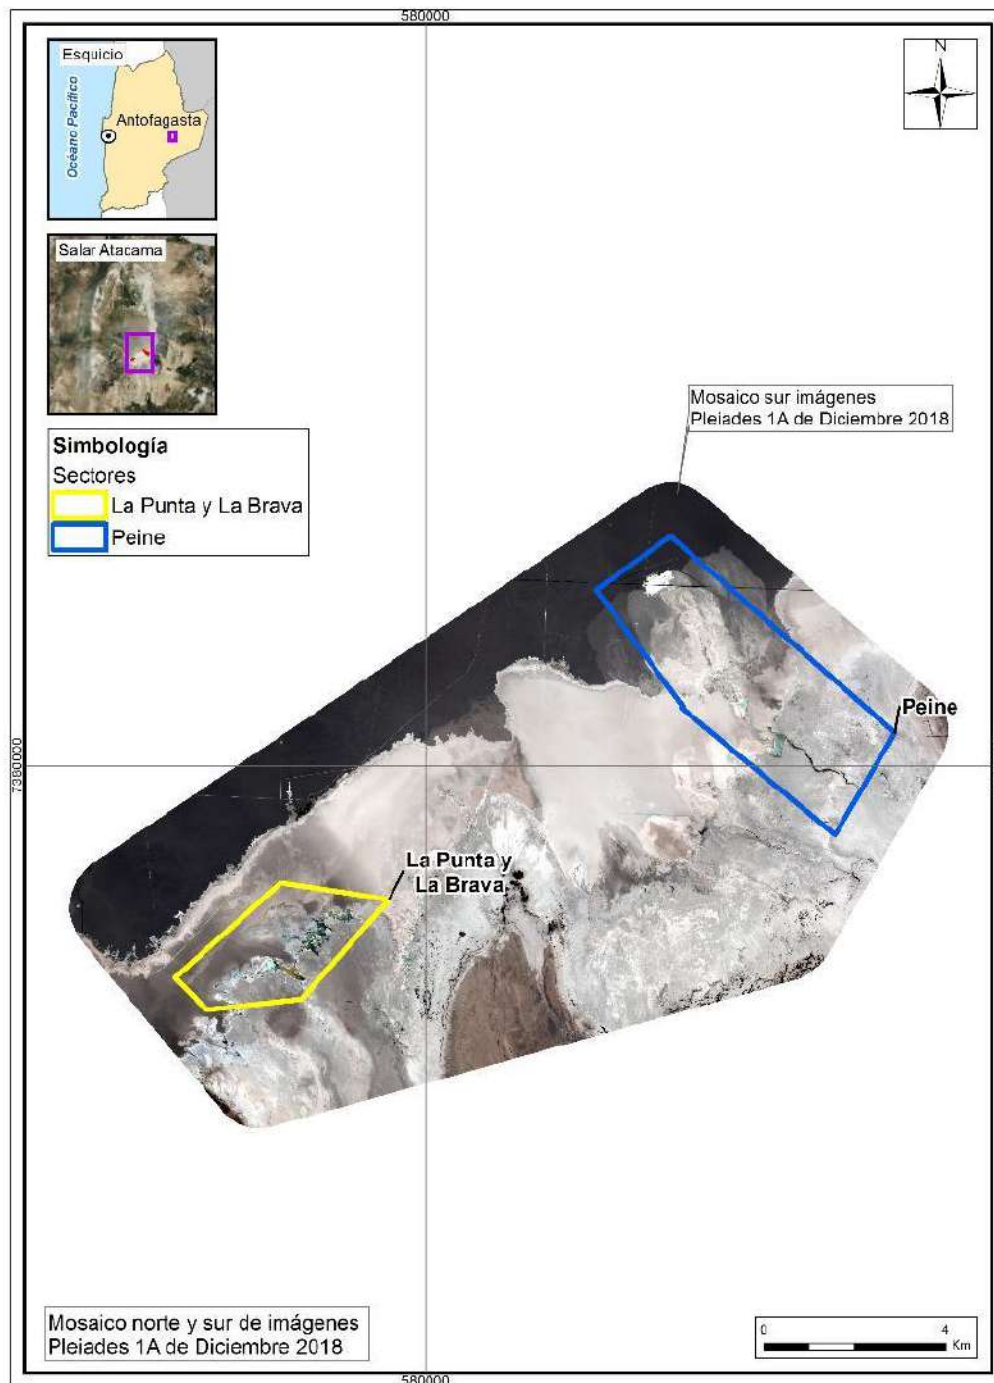 580000
Esquicio
Océano Pacífico
Antofagasta
N
Salar Atacama
Mosaico sur imágenes
Pleiades 1A de Diciembre 2018
Simbología
Sectores
La Punta y La Brava
Peine
Peine
7380000
La Punta y
La Brava
Mosaico norte y sur de imágenes
Pleiades 1A de Diciembre 2018
0 4
Km
580000